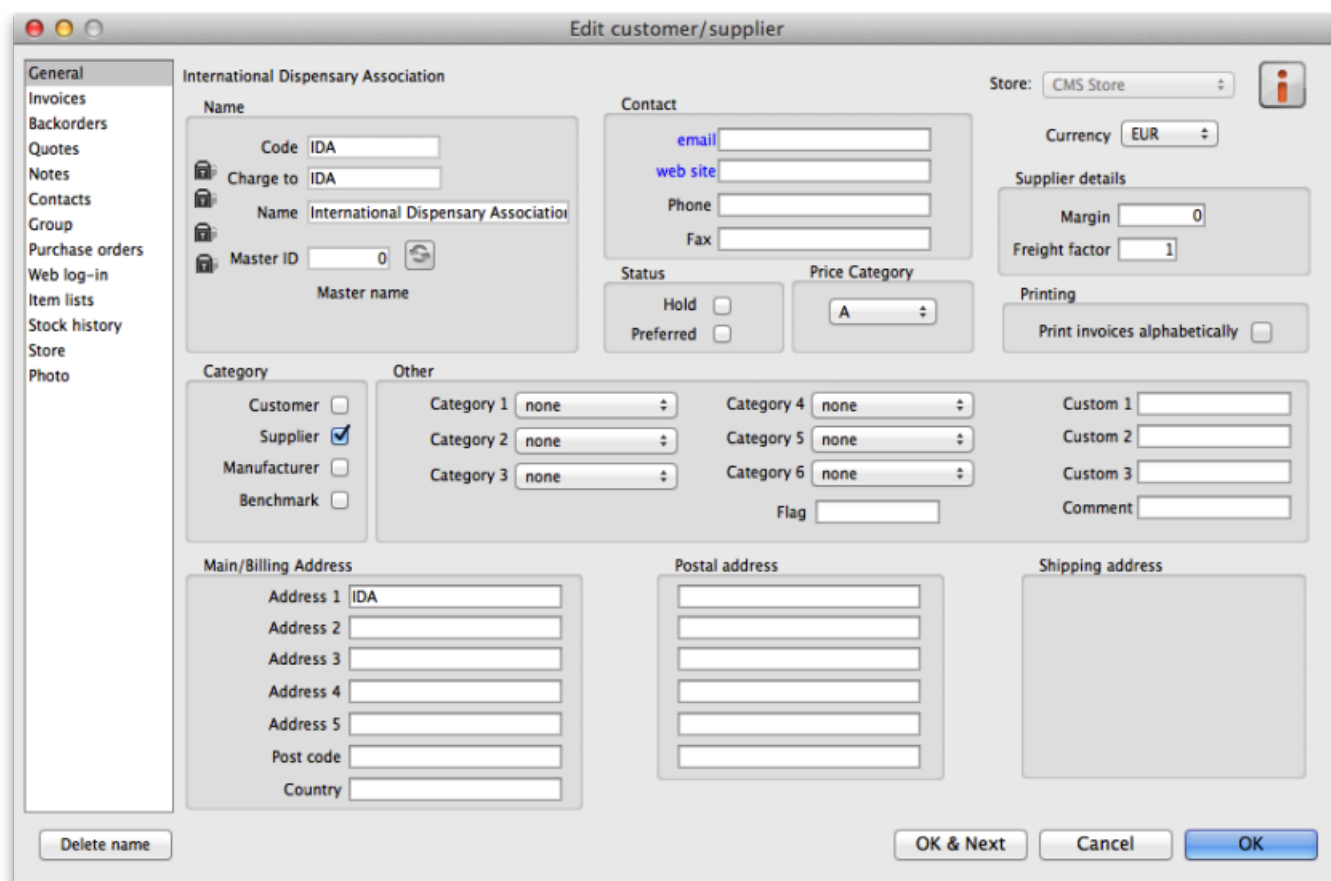 Edit customer/supplier
General
Invoices
Backorders
Quotes
Notes
Contacts
Group
Purchase orders
Web log-in
Item lists
Stock history
Store
Photo
International Dispensary Association
Store: CMS Store
Currency EUR
Name
Code IDA
Charge to IDA
Name International Dispensary Association
Master ID 0
Master name
Contact
email
web site
Phone
Fax
Supplier details
Margin 0
Freight factor 1
Status
Hold
Preferred
Price Category
A
Printing
Print invoices alphabetically
Category
Customer
Supplier
Manufacturer
Benchmark
Other
Category 1 none
Category 2 none
Category 3 none
Category 4 none
Category 5 none
Category 6 none
Flag
Custom 1
Custom 2
Custom 3
Comment
Main/Billing Address
Address 1 IDA
Address 2
Address 3
Address 4
Address 5
Post code
Country
Postal address
Shipping address
Delete name
OK & Next
Cancel
OK